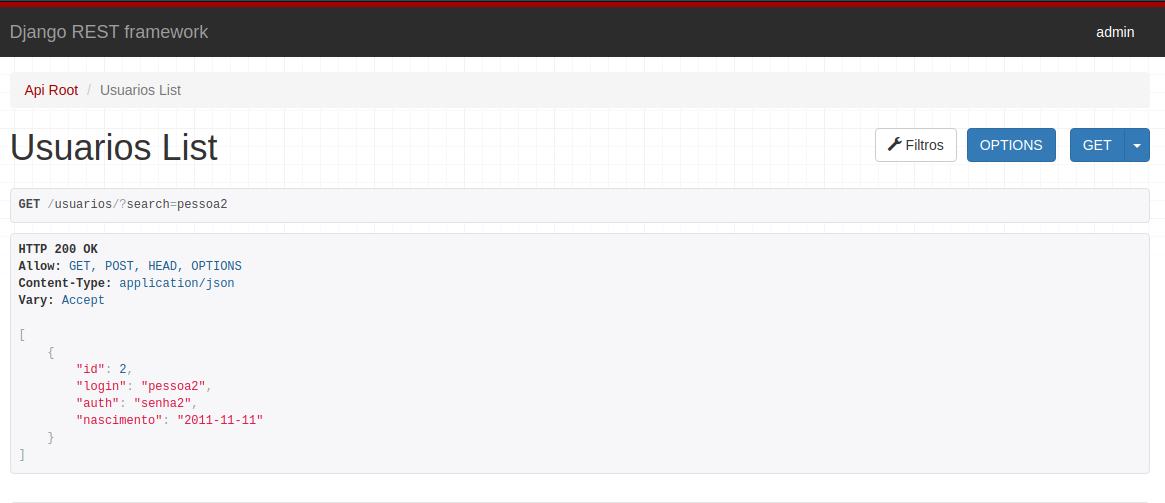 Django REST framework
admin
Api Root / Usuarios List
Usuarios List
Filtros
OPTIONS
GET
GET /usuarios/?search=pessoa2
HTTP 200 OK
Allow: GET, POST, HEAD, OPTIONS
Content-Type: application/json
Vary: Accept
[
    {
        "id": 2,
        "login": "pessoa2",
        "auth": "senha2",
        "nascimento": "2011-11-11"
    }
]